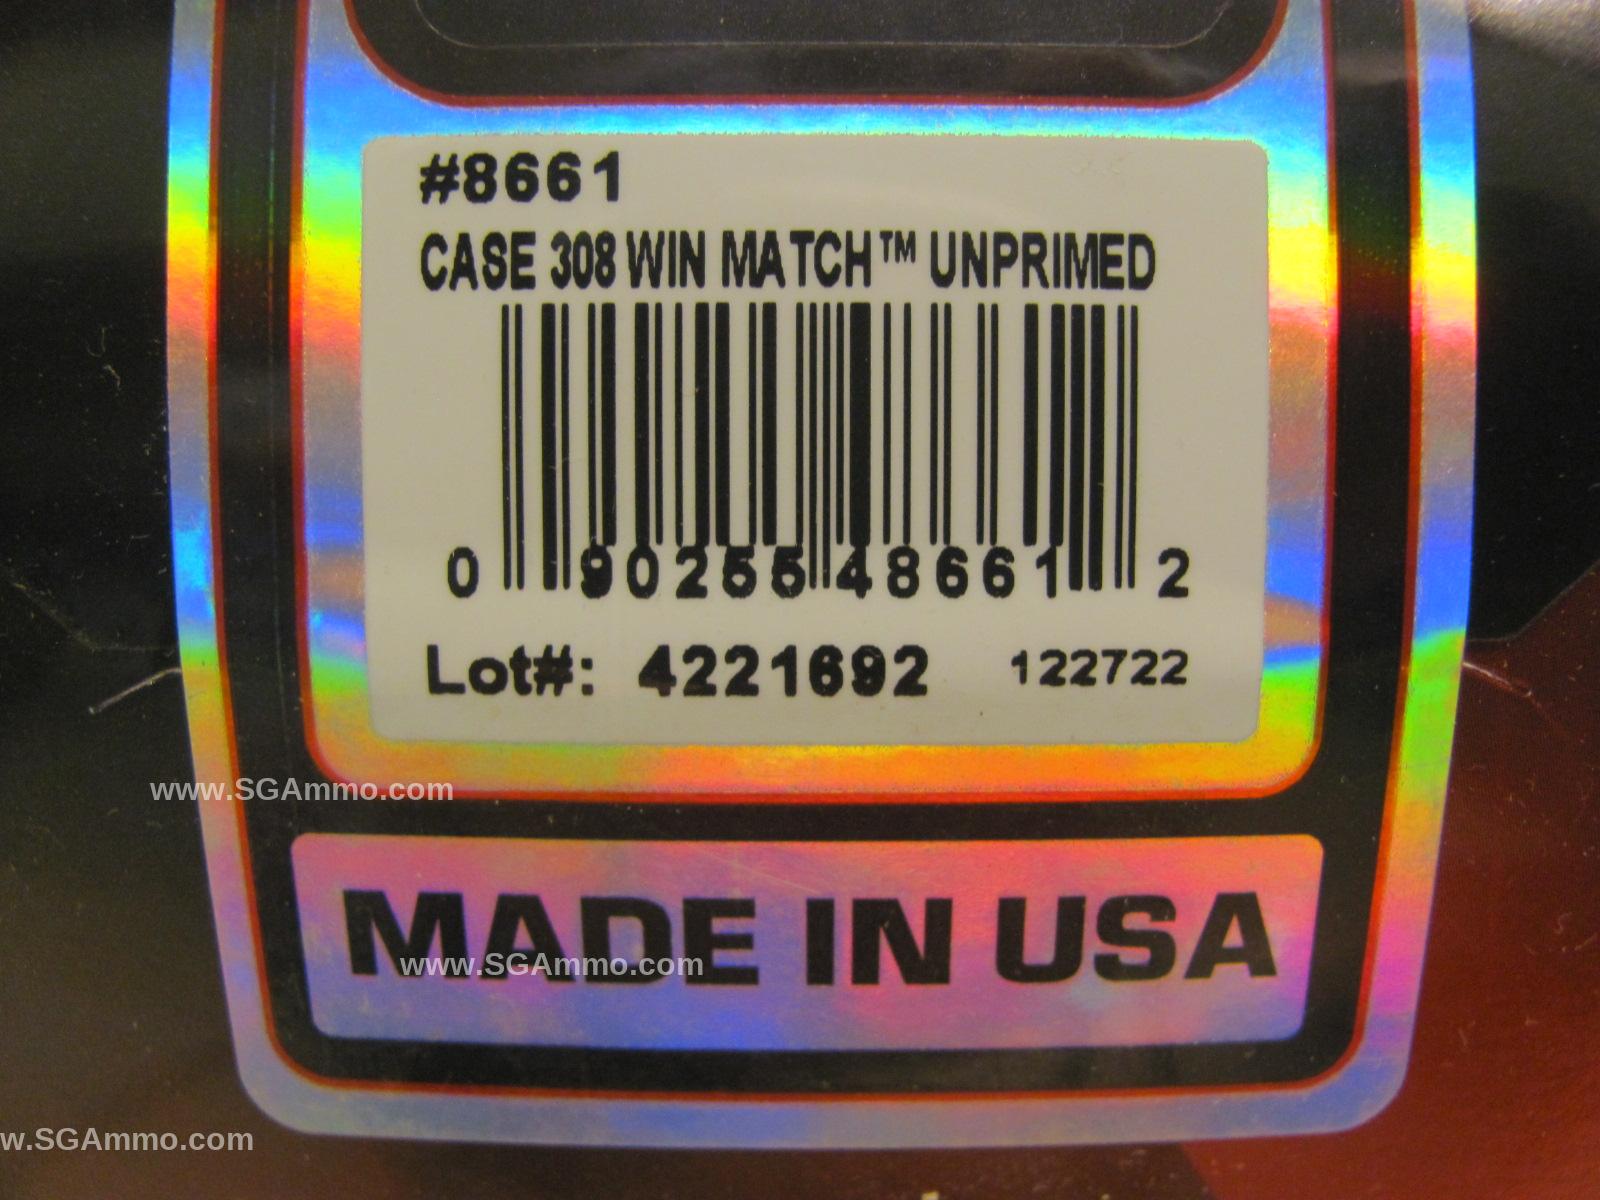 #8661
CASE 308 WIN MATCH™ UNPRIMED
0 90255 48661 2
Lot#: 4221692 122722
www.SGAmmo.com
MADE IN USA
www.SGAmmo.com
w.SGAmmo.com